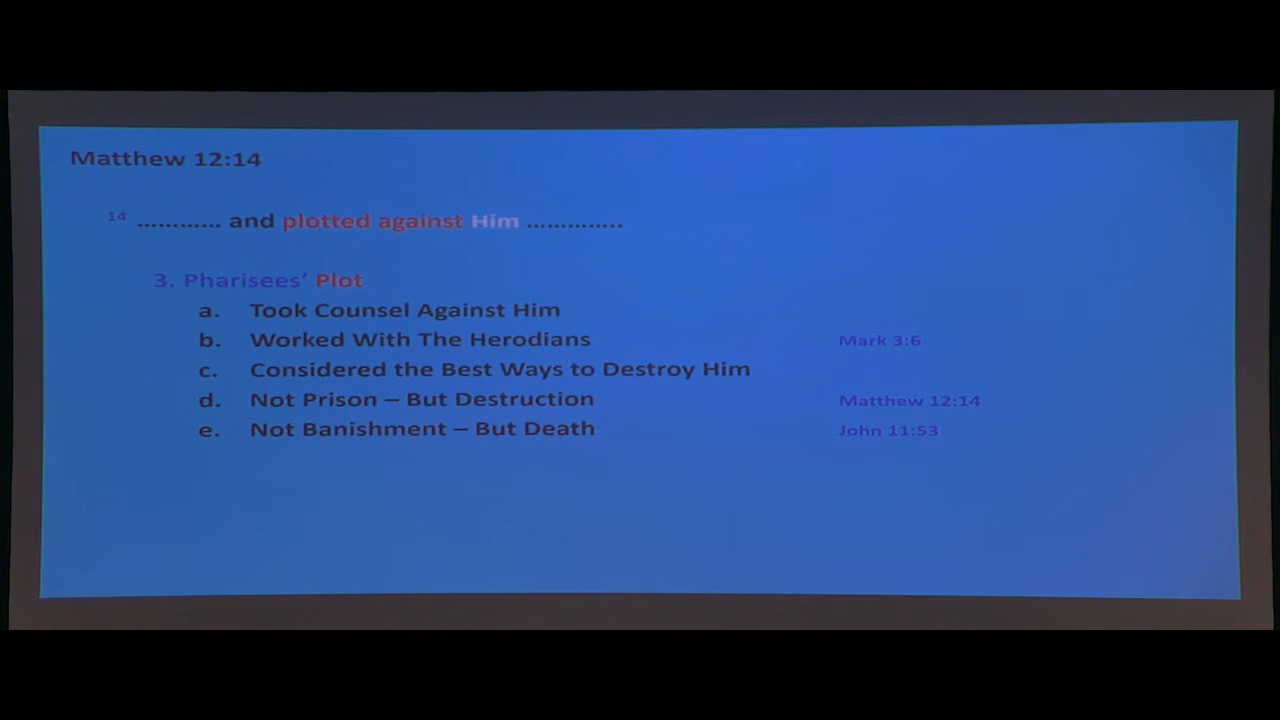 Matthew 12:14
14 ………… and plotted against Him …………..
3. Pharisees’ Plot
a. Took Counsel Against Him
b. Worked With The Herodians Mark 3:6
c. Considered the Best Ways to Destroy Him
d. Not Prison – But Destruction Matthew 12:14
e. Not Banishment – But Death John 11:53